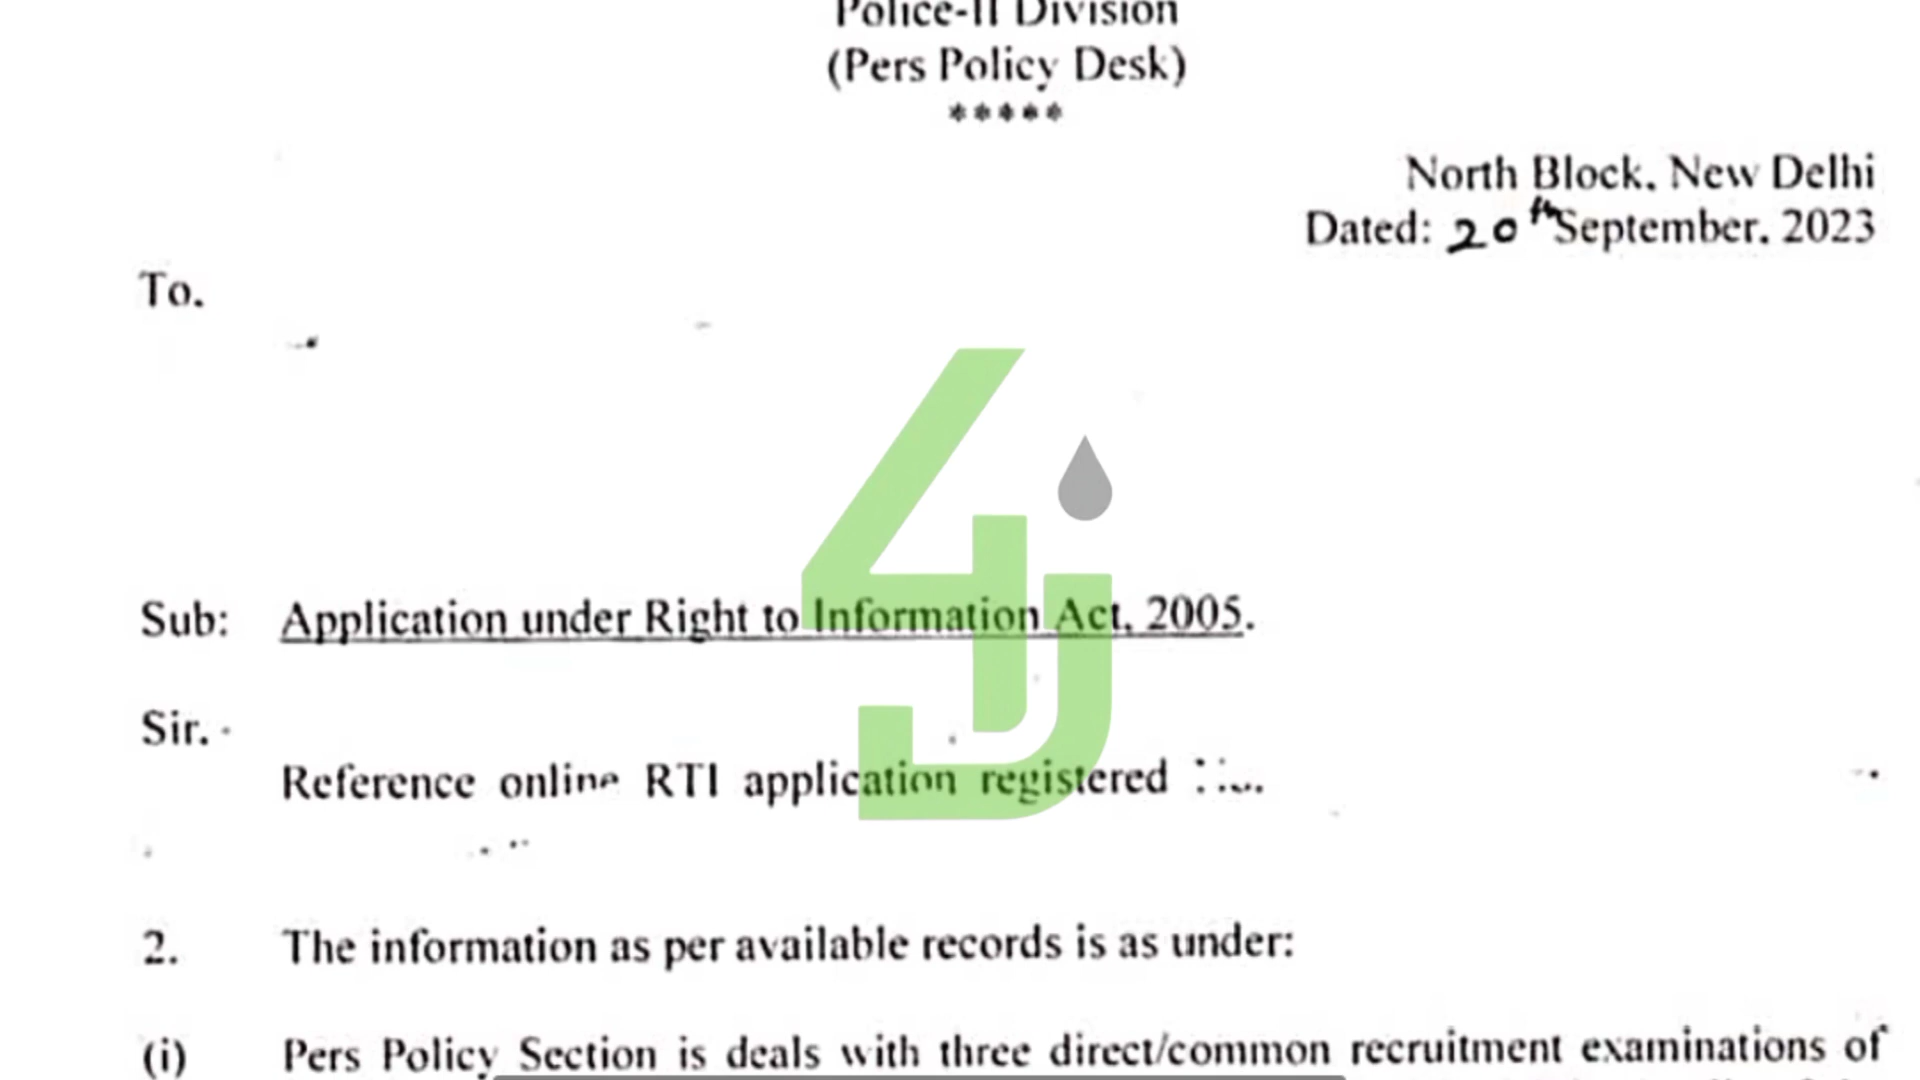 Police-II Division
(Pers Policy Desk)
*****
North Block, New Delhi
Dated: 20th September, 2023
To.
4J
Sub: Application under Right to Information Act, 2005.
Sir.
Reference online RTI application registered
2. The information as per available records is as under:
(i) Pers Policy Section is deals with three direct/common recruitment examinations of